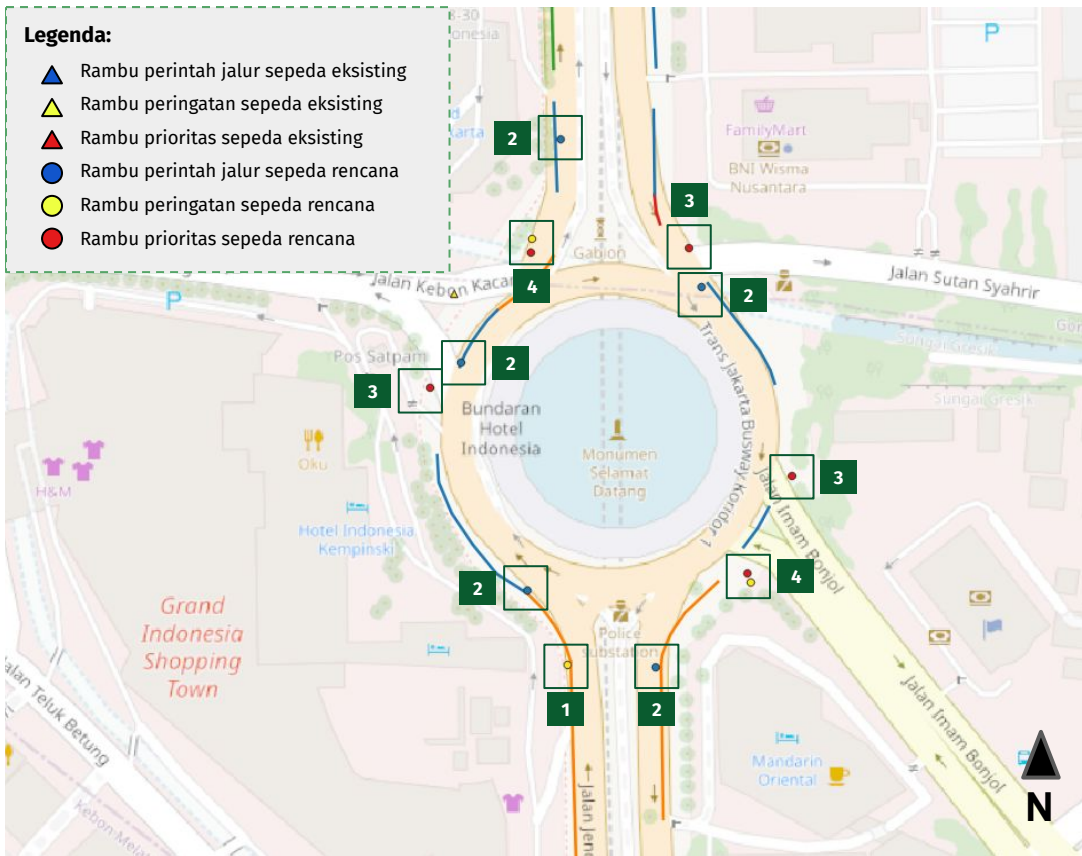 Legenda:
Rambu perintah jalur sepeda eksisting
Rambu peringatan sepeda eksisting
Rambu prioritas sepeda eksisting
Rambu perintah jalur sepeda rencana
Rambu peringatan sepeda rencana
Rambu prioritas sepeda rencana
P
2
FamilyMart
BNI Wisma
Nusantara
3
Gabion
4
Jalan Kebon Kacan
Jalan Sutan Syahrir
2
P
Pos Satpam
2
3
Sungai Gresik
Sungai Gresik
Trans Jakarta Busway Koridor 1
Bundaran
Hotel
Indonesia
Monumen
Selamat
Datang
Oku
H&M
3
Jalan Imam Bonjol
Hotel Indonesia
Kempinski
2
4
Grand
Indonesia
Shopping
Town
Police
substation
1
2
Jalan Teluk Betung
Jalan Imam Bonjol
Mandarin
Oriental
N